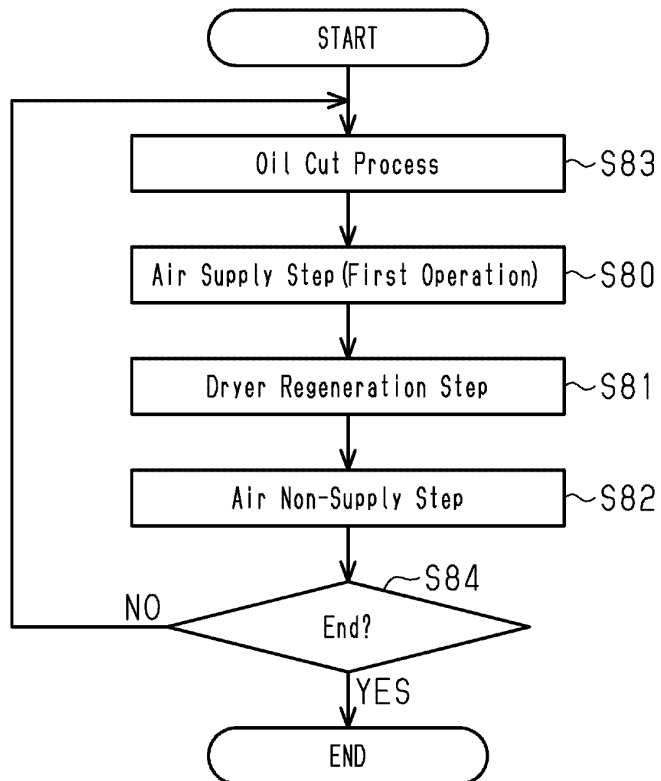 START
Oil Cut Process
S83
Air Supply Step(First Operation)
S80
Dryer Regeneration Step
S81
Air Non-Supply Step
S82
S84
NO
End?
YES
END